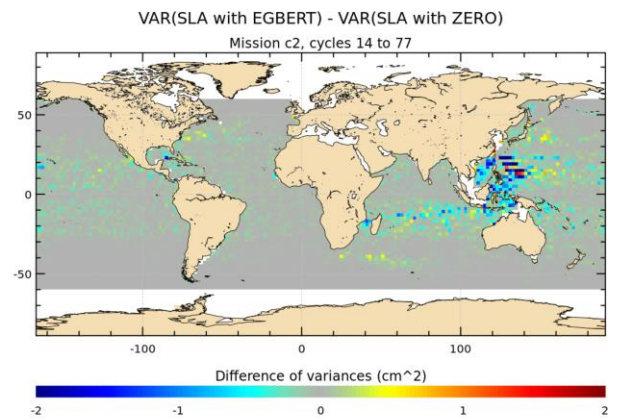 VAR(SLA with EGBERT) - VAR(SLA with ZERO)
Mission c2, cycles 14 to 77
50
0
-50
-100 0 100
Difference of variances (cm^2)
-2 -1 0 1 2